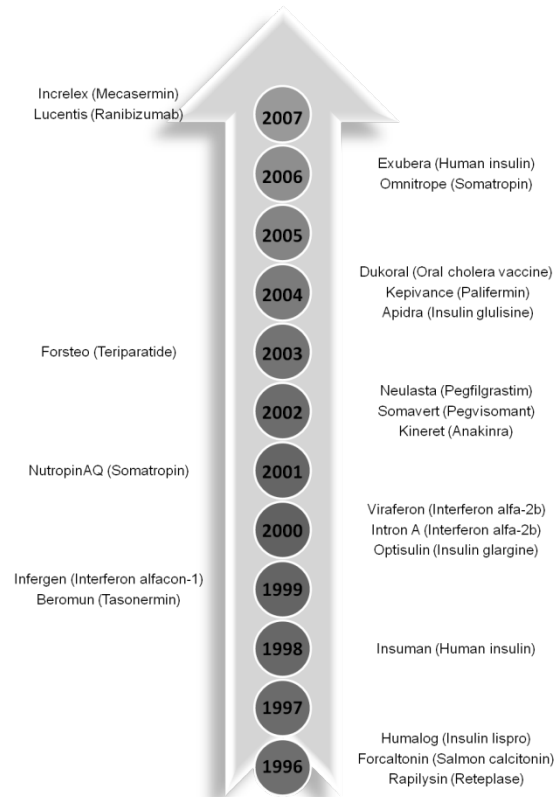 Increlex (Mecasermin)
Lucentis (Ranibizumab)
2007
Exubera (Human insulin)
2006
Omnitrope (Somatropin)
2005
Dukoral (Oral cholera vaccine)
2004
Kepivance (Palifermin)
Apidra (Insulin glulisine)
Forsteo (Teriparatide)
2003
Neulasta (Pegfilgrastim)
2002
Somavert (Pegvisomant)
Kineret (Anakinra)
NutropinAQ (Somatropin)
2001
Viraferon (Interferon alfa-2b)
2000
Intron A (Interferon alfa-2b)
Optisulin (Insulin glargine)
Infergen (Interferon alfacon-1)
Beromun (Tasonermin)
1999
1998
Insuman (Human insulin)
1997
Humalog (Insulin lispro)
1996
Forcaltonin (Salmon calcitonin)
Rapilysin (Reteplase)